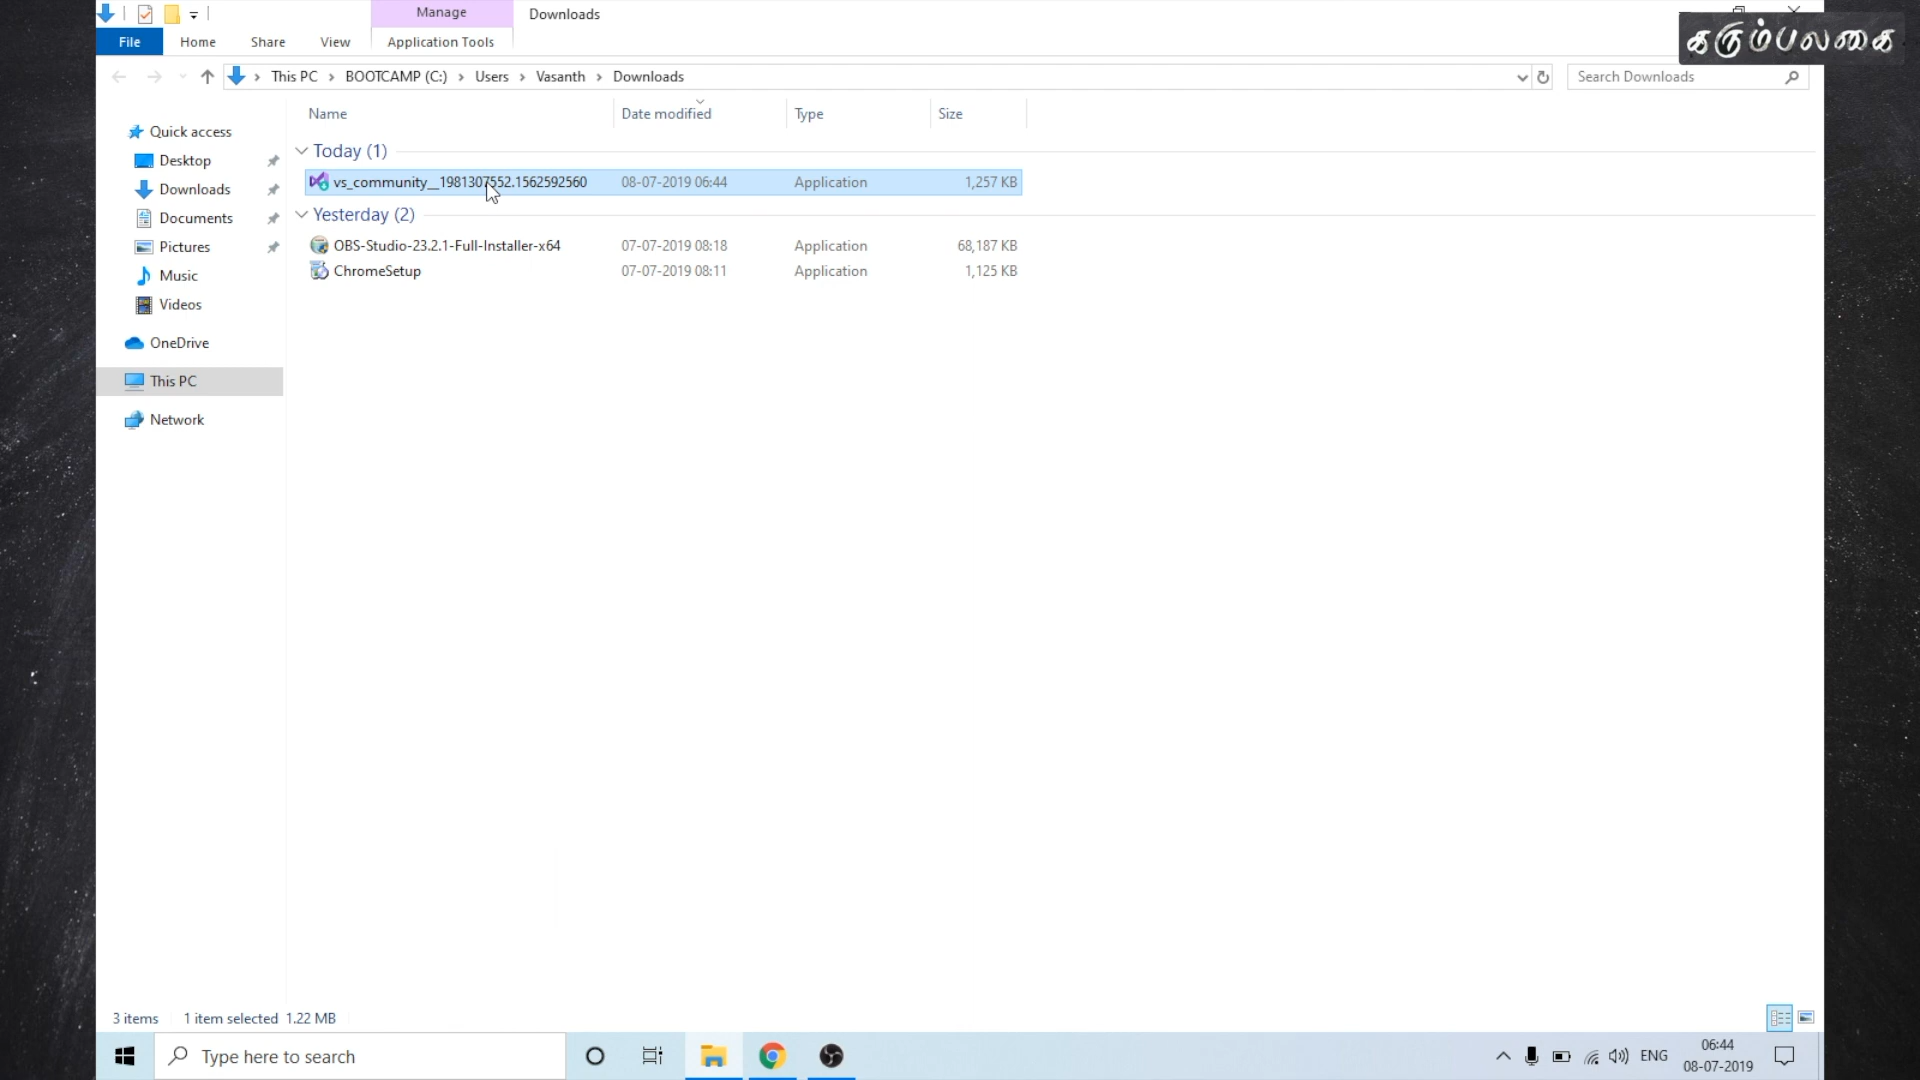 Manage
Downloads
கரும்பலகை
File
Home
Share
View
Application Tools
This PC
BOOTCAMP (C:)
Users
Vasanth
Downloads
Search Downloads
Name
Date modified
Type
Size
Quick access
Desktop
Downloads
Documents
Pictures
Music
Videos
OneDrive
This PC
Network
Today (1)
vs_community__1981307552.1562592560 08-07-2019 06:44 Application 1,257 KB
Yesterday (2)
OBS-Studio-23.2.1-Full-Installer-x64 07-07-2019 08:18 Application 68,187 KB
ChromeSetup 07-07-2019 08:11 Application 1,125 KB
3 items 1 item selected 1.22 MB
Type here to search
ENG
06:44
08-07-2019